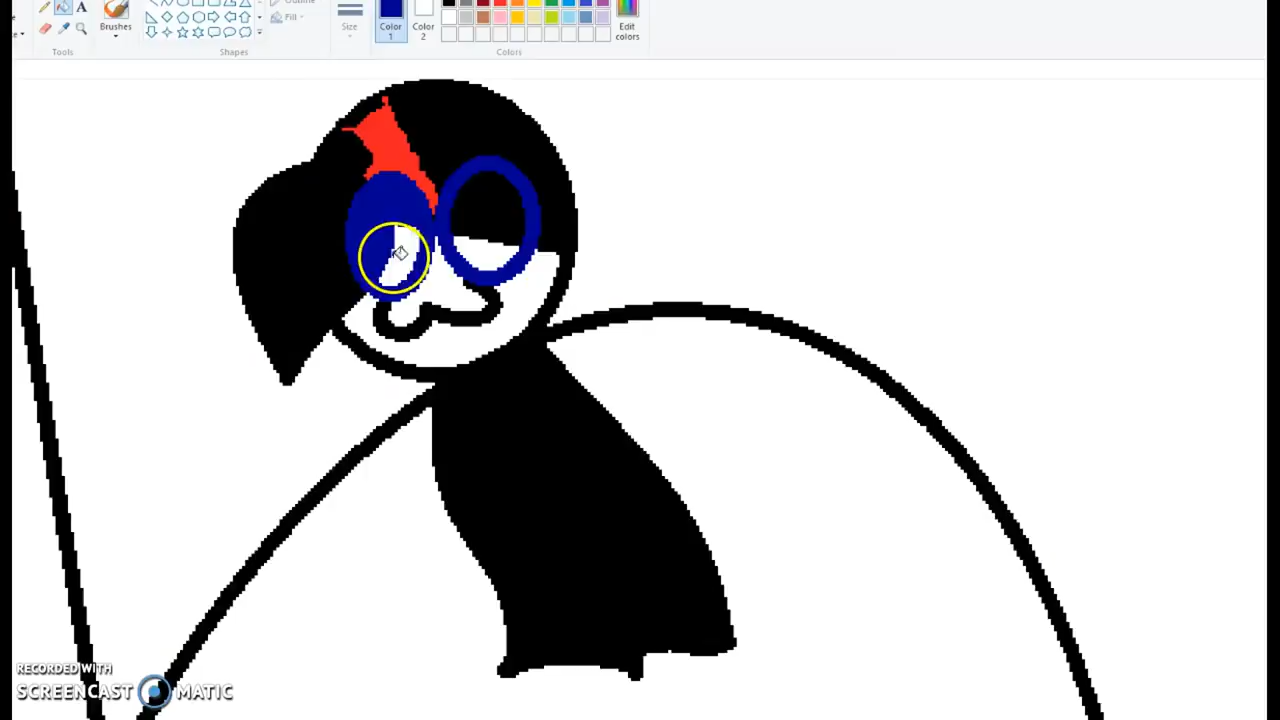 Outline
A
Brushes
Fill
Size
Color
1
Color
2
Edit
colors
Tools
Shapes
Colors
RECORDED WITH
SCREENCAST MATIC